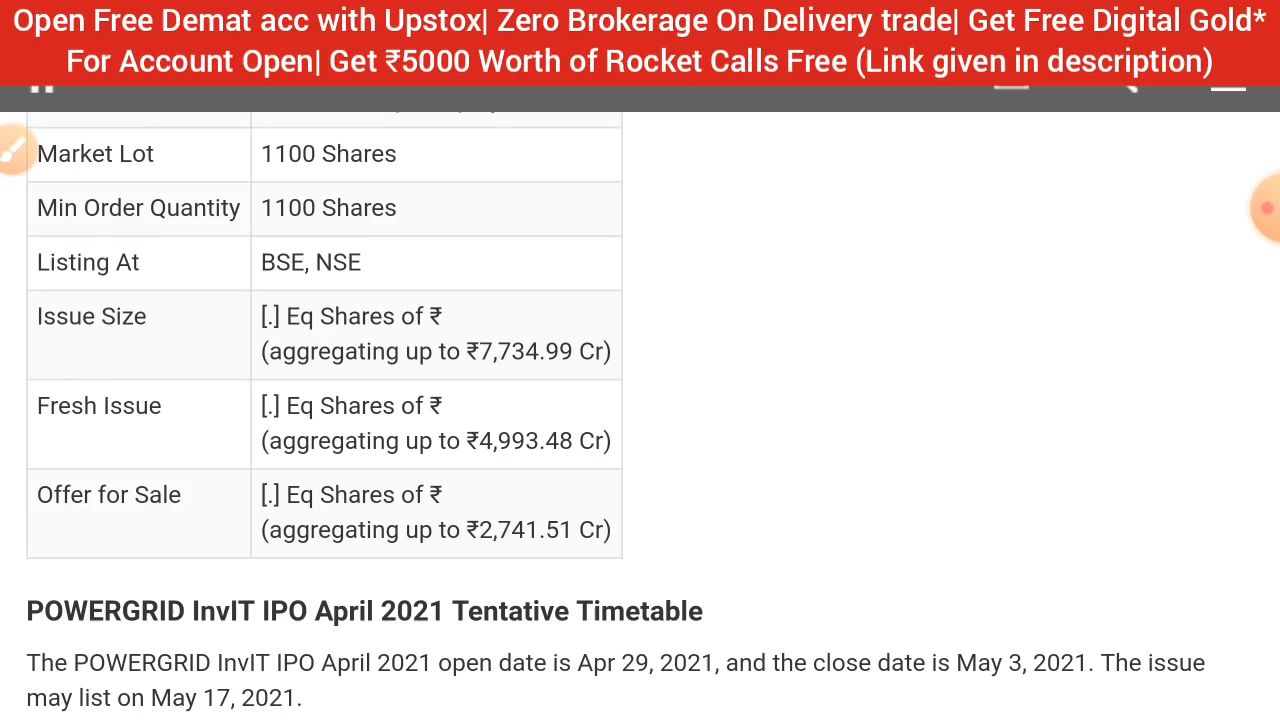 Open Free Demat acc with Upstox| Zero Brokerage On Delivery trade| Get Free Digital Gold*
For Account Open| Get ₹5000 Worth of Rocket Calls Free (Link given in description)
Market Lot 1100 Shares
Min Order Quantity 1100 Shares
Listing At BSE, NSE
Issue Size [.] Eq Shares of ₹
(aggregating up to ₹7,734.99 Cr)
Fresh Issue [.] Eq Shares of ₹
(aggregating up to ₹4,993.48 Cr)
Offer for Sale [.] Eq Shares of ₹
(aggregating up to ₹2,741.51 Cr)
POWERGRID InvIT IPO April 2021 Tentative Timetable
The POWERGRID InvIT IPO April 2021 open date is Apr 29, 2021, and the close date is May 3, 2021. The issue
may list on May 17, 2021.